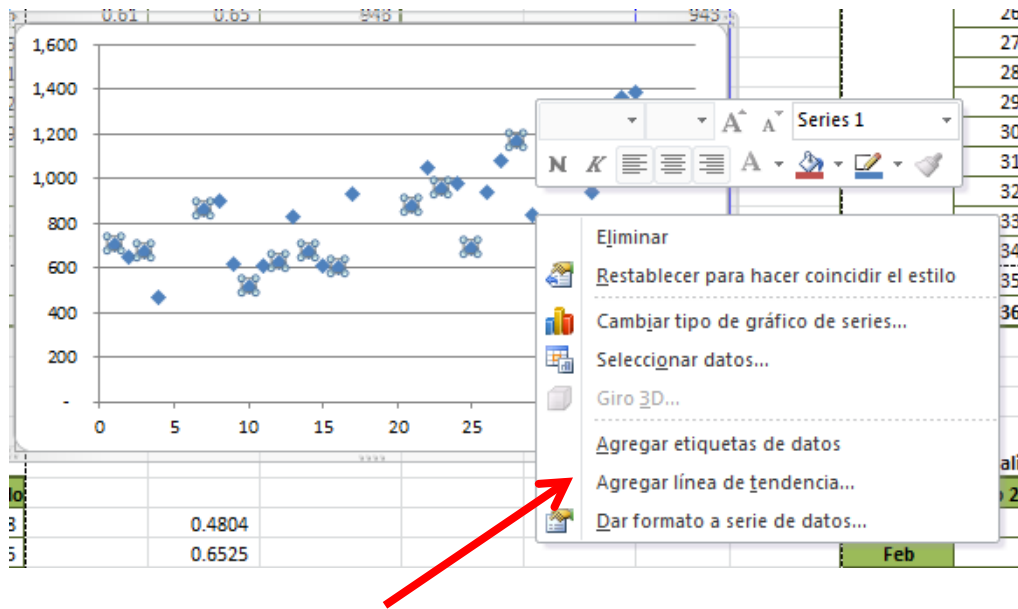 0.61 0.65 948 943
1,600
1,400
1,200
1,000
800
600
400
200
-
0 5 10 15 20 25
Series 1
N K A
Eliminar
Restablecer para hacer coincidir el estilo
Cambiar tipo de gráfico de series...
Seleccionar datos...
Giro 3D...
Agregar etiquetas de datos
Agregar línea de tendencia...
Dar formato a serie de datos...
26
27
28
29
30
31
32
33
34
35
36
0.4804
0.6525
Feb